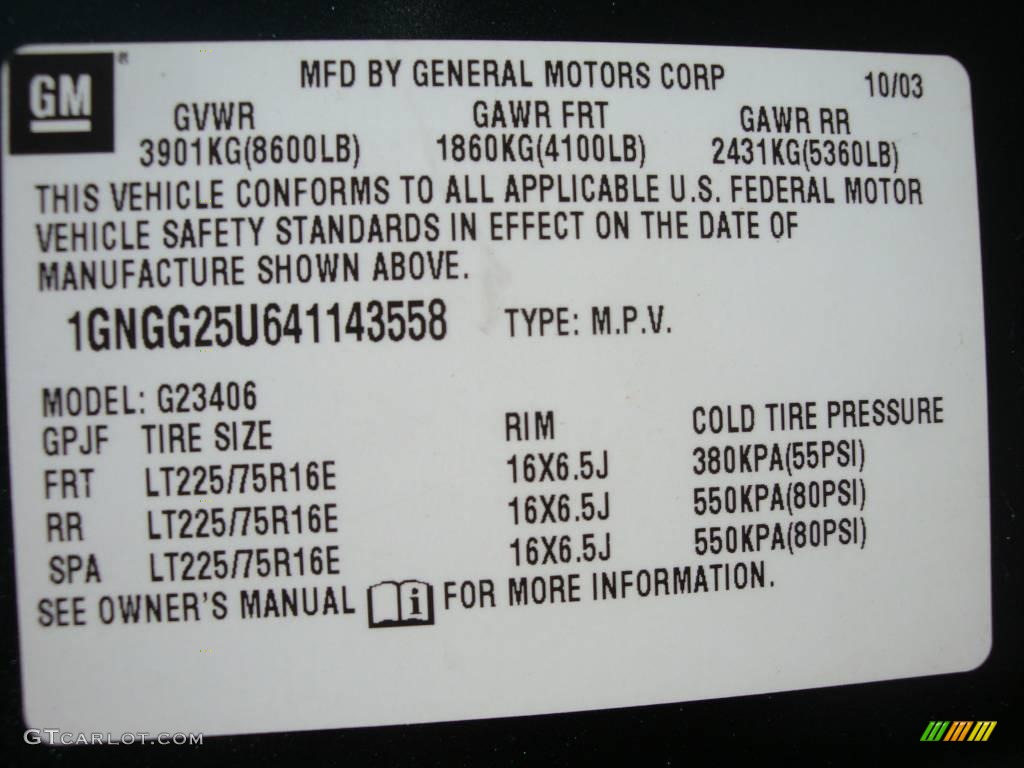 GM ®
MFD BY GENERAL MOTORS CORP 10/03
GVWR GAWR FRT GAWR RR
3901KG(8600LB) 1860KG(4100LB) 2431KG(5360LB)
THIS VEHICLE CONFORMS TO ALL APPLICABLE U.S. FEDERAL MOTOR
VEHICLE SAFETY STANDARDS IN EFFECT ON THE DATE OF
MANUFACTURE SHOWN ABOVE.
1GNGG25U641143558 TYPE: M.P.V.
MODEL: G23406
GPJF TIRE SIZE RIM COLD TIRE PRESSURE
FRT LT225/75R16E 16X6.5J 380KPA(55PSI)
RR LT225/75R16E 16X6.5J 550KPA(80PSI)
SPA LT225/75R16E 16X6.5J 550KPA(80PSI)
SEE OWNER'S MANUAL i FOR MORE INFORMATION.
GTCarLot.com